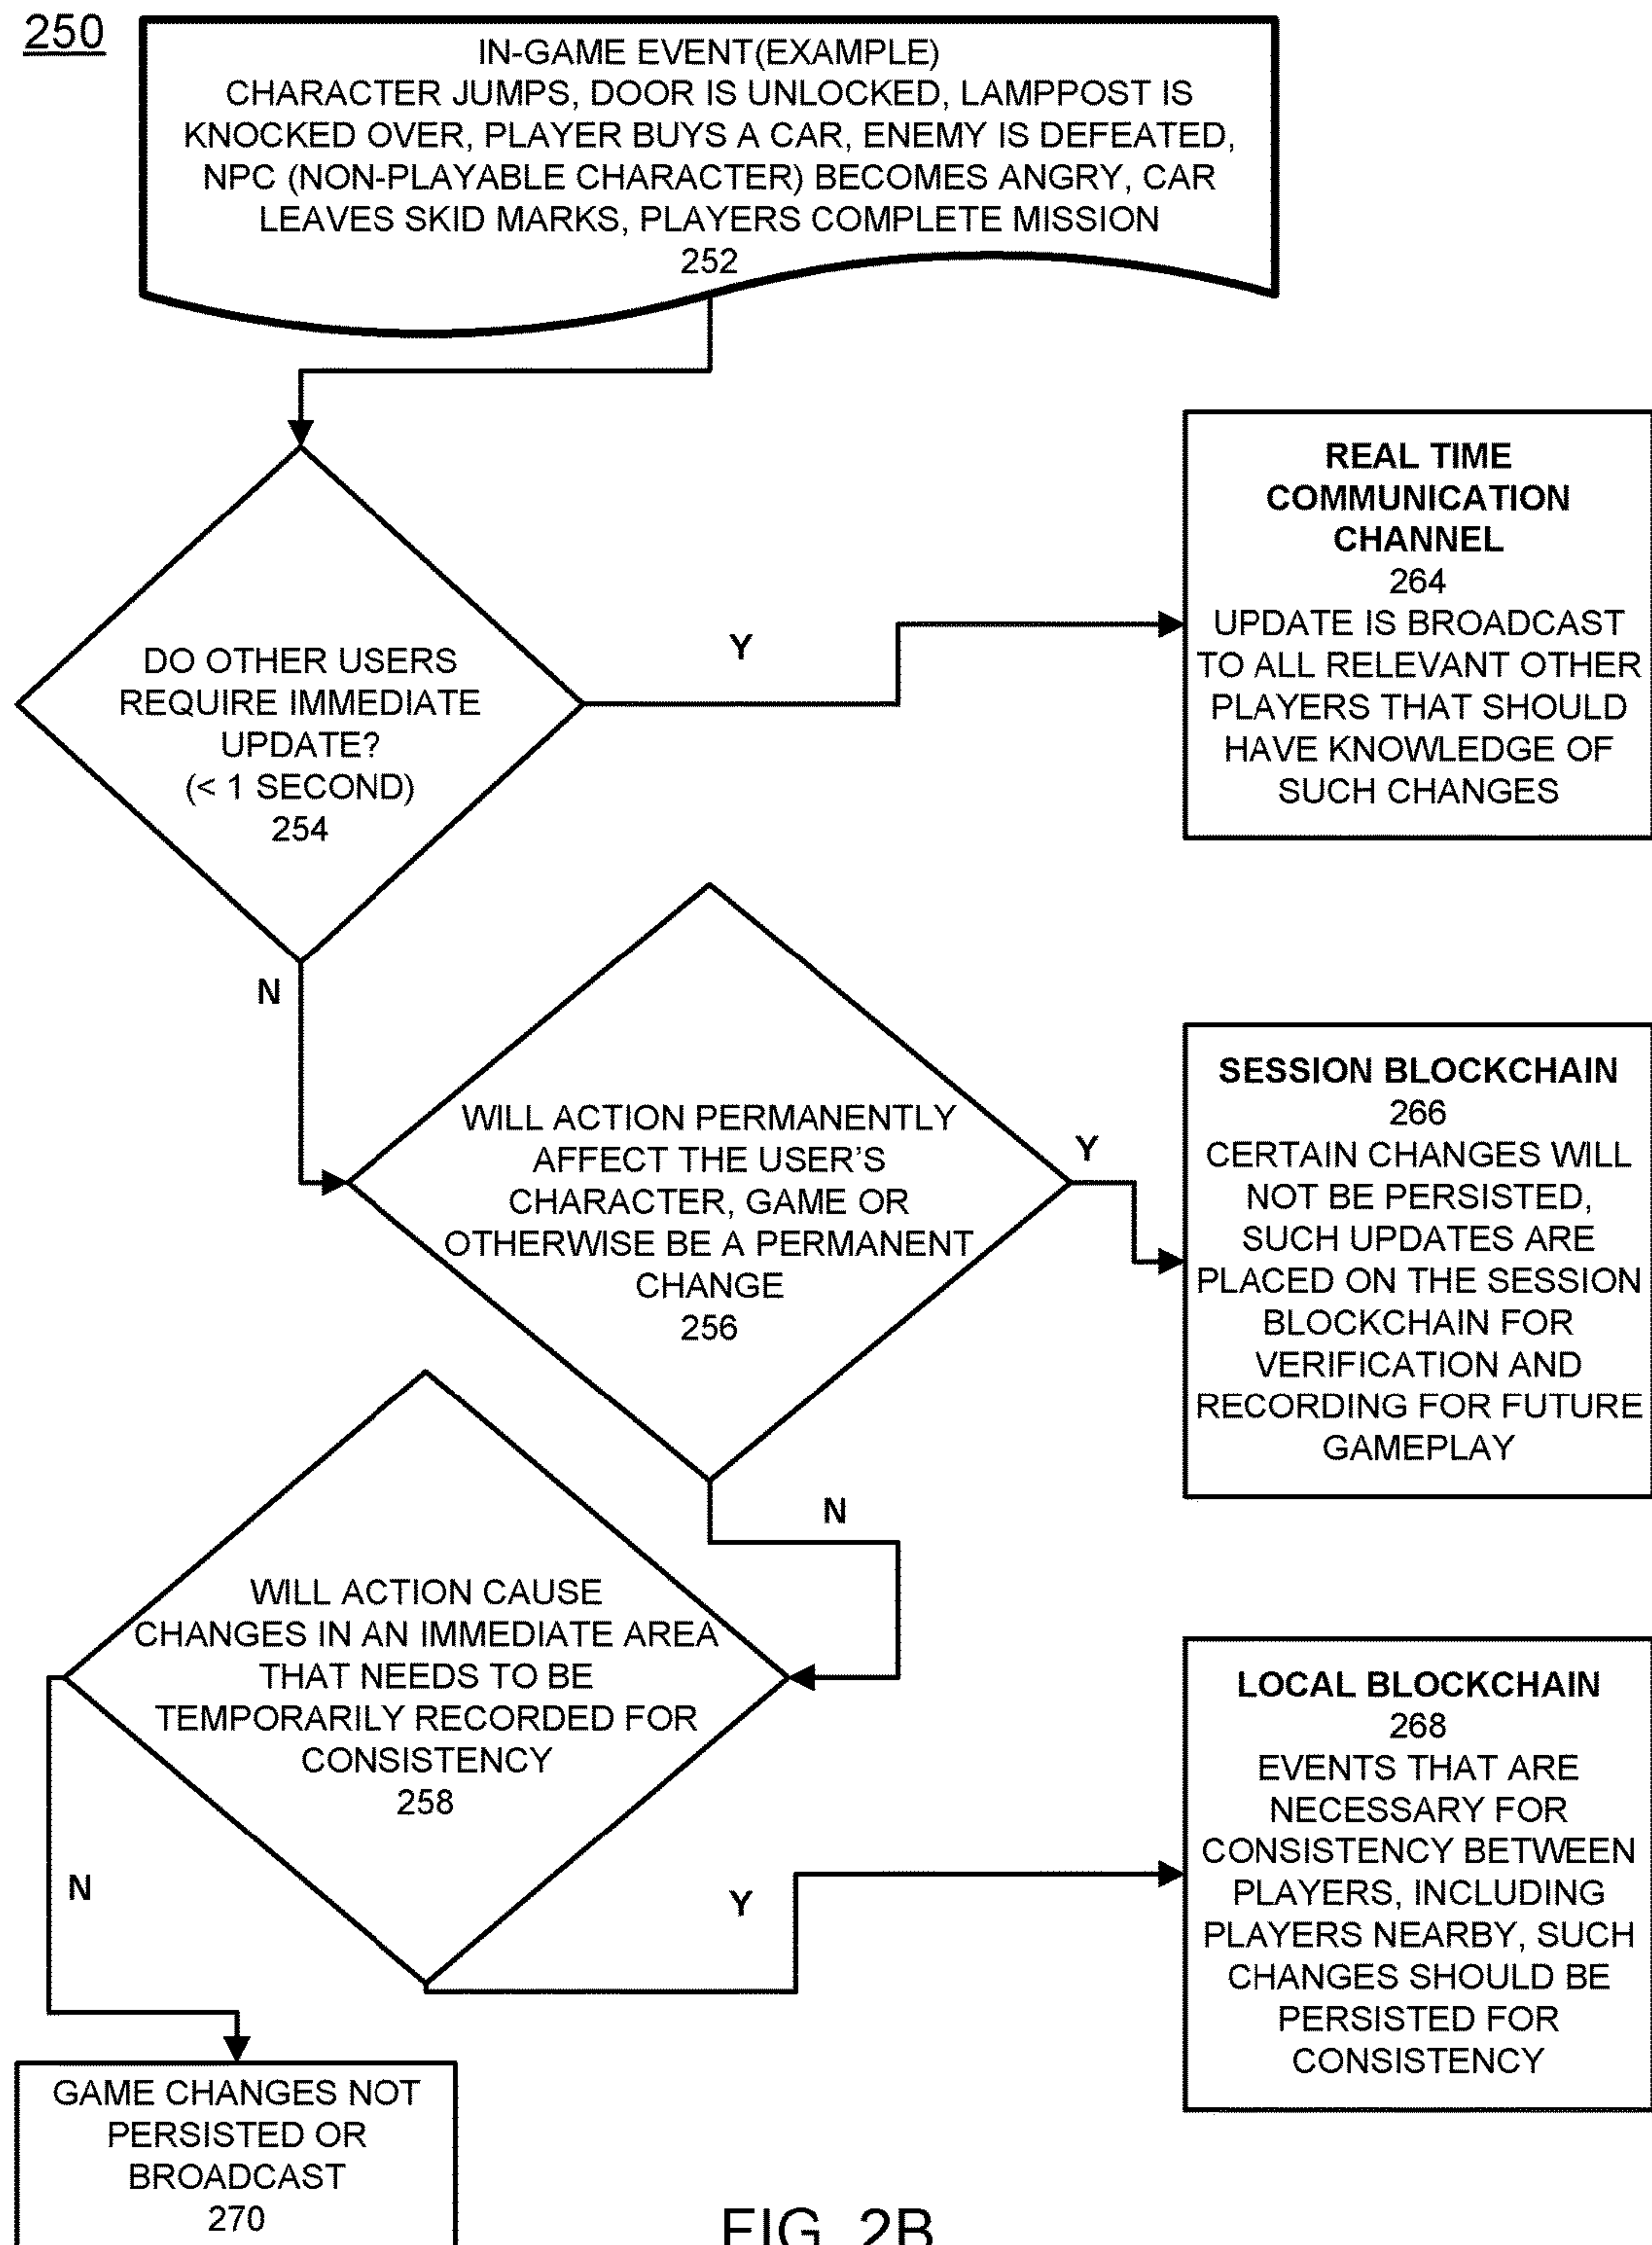 250
IN-GAME EVENT(EXAMPLE)
CHARACTER JUMPS, DOOR IS UNLOCKED, LAMPPOST IS
KNOCKED OVER, PLAYER BUYS A CAR, ENEMY IS DEFEATED,
NPC (NON-PLAYABLE CHARACTER) BECOMES ANGRY, CAR
LEAVES SKID MARKS, PLAYERS COMPLETE MISSION
252
DO OTHER USERS
REQUIRE IMMEDIATE
UPDATE?
(< 1 SECOND)
254
Y
REAL TIME
COMMUNICATION
CHANNEL
264
UPDATE IS BROADCAST
TO ALL RELEVANT OTHER
PLAYERS THAT SHOULD
HAVE KNOWLEDGE OF
SUCH CHANGES
N
WILL ACTION PERMANENTLY
AFFECT THE USER'S
CHARACTER, GAME OR
OTHERWISE BE A PERMANENT
CHANGE
256
Y
SESSION BLOCKCHAIN
266
CERTAIN CHANGES WILL
NOT BE PERSISTED,
SUCH UPDATES ARE
PLACED ON THE SESSION
BLOCKCHAIN FOR
VERIFICATION AND
RECORDING FOR FUTURE
GAMEPLAY
N
WILL ACTION CAUSE
CHANGES IN AN IMMEDIATE AREA
THAT NEEDS TO BE
TEMPORARILY RECORDED FOR
CONSISTENCY
258
Y
LOCAL BLOCKCHAIN
268
EVENTS THAT ARE
NECESSARY FOR
CONSISTENCY BETWEEN
PLAYERS, INCLUDING
PLAYERS NEARBY, SUCH
CHANGES SHOULD BE
PERSISTED FOR
CONSISTENCY
N
GAME CHANGES NOT
PERSISTED OR
BROADCAST
270
FIG. 2B